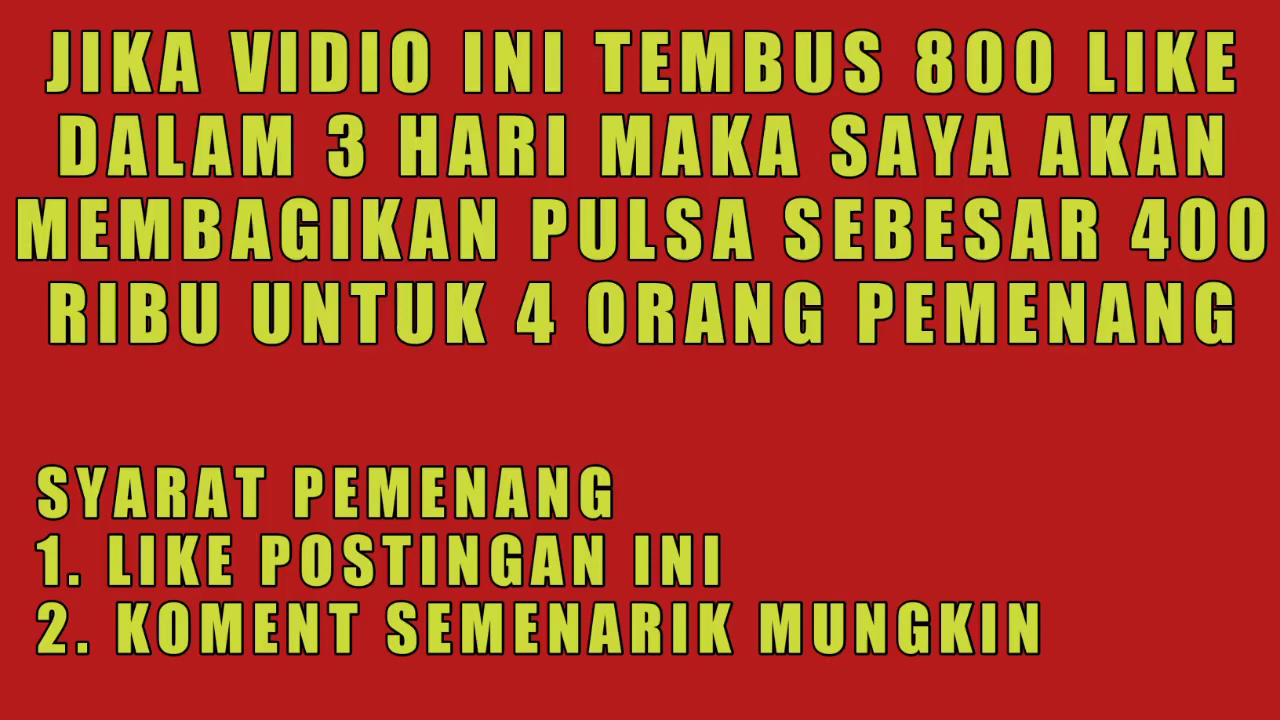 JIKA VIDIO INI TEMBUS 800 LIKE
DALAM 3 HARI MAKA SAYA AKAN
MEMBAGIKAN PULSA SEBESAR 400
RIBU UNTUK 4 ORANG PEMENANG
SYARAT PEMENANG
1. LIKE POSTINGAN INI
2. KOMENT SEMENARIK MUNGKIN